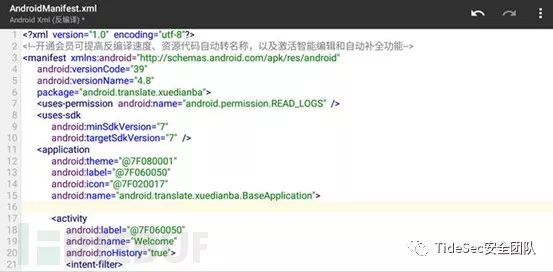 AndroidManifest.xml
Android Xml (反编译) *
1 <?xml version="1.0" encoding="utf-8"?>
2 <!--开通会员可提高反编译速度、资源代码自动转名称，以及激活智能编辑和自动补全功能-->
3 <manifest xmlns:android="http://schemas.android.com/apk/res/android"
4 android:versionCode="39"
5 android:versionName="4.8"
6 package="android.translate.xuedianba">
7 <uses-permission android:name="android.permission.READ_LOGS" />
8 <uses-sdk
9 android:minSdkVersion="7"
10 android:targetSdkVersion="7" />
11 <application
12 android:theme="@7F080001"
13 android:label="@7F060050"
14 android:icon="@7F020017"
15 android:name="android.translate.xuedianba.BaseApplication">
16
17 <activity
18 android:label="@7F060050"
19 android:name="Welcome"
20 android:noHistory="true">
21 <intent-filter>
TideSec安全团队